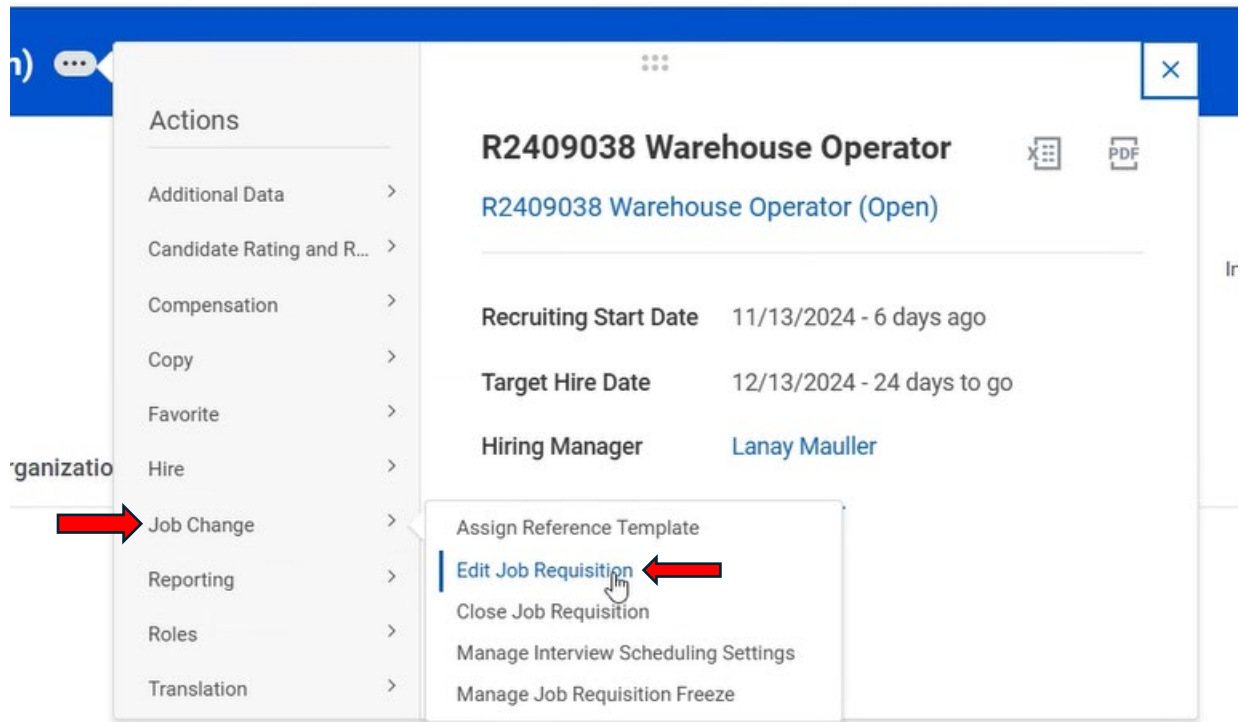 n)
Actions
Additional Data
Candidate Rating and R...
Compensation
Copy
Favorite
Hire
Job Change
Reporting
Roles
Translation
R2409038 Warehouse Operator
PDF
R2409038 Warehouse Operator (Open)
Recruiting Start Date 11/13/2024 - 6 days ago
Target Hire Date 12/13/2024 - 24 days to go
Hiring Manager Lanay Mauller
Assign Reference Template
Edit Job Requisition
Close Job Requisition
Manage Interview Scheduling Settings
Manage Job Requisition Freeze
rganizatio
In